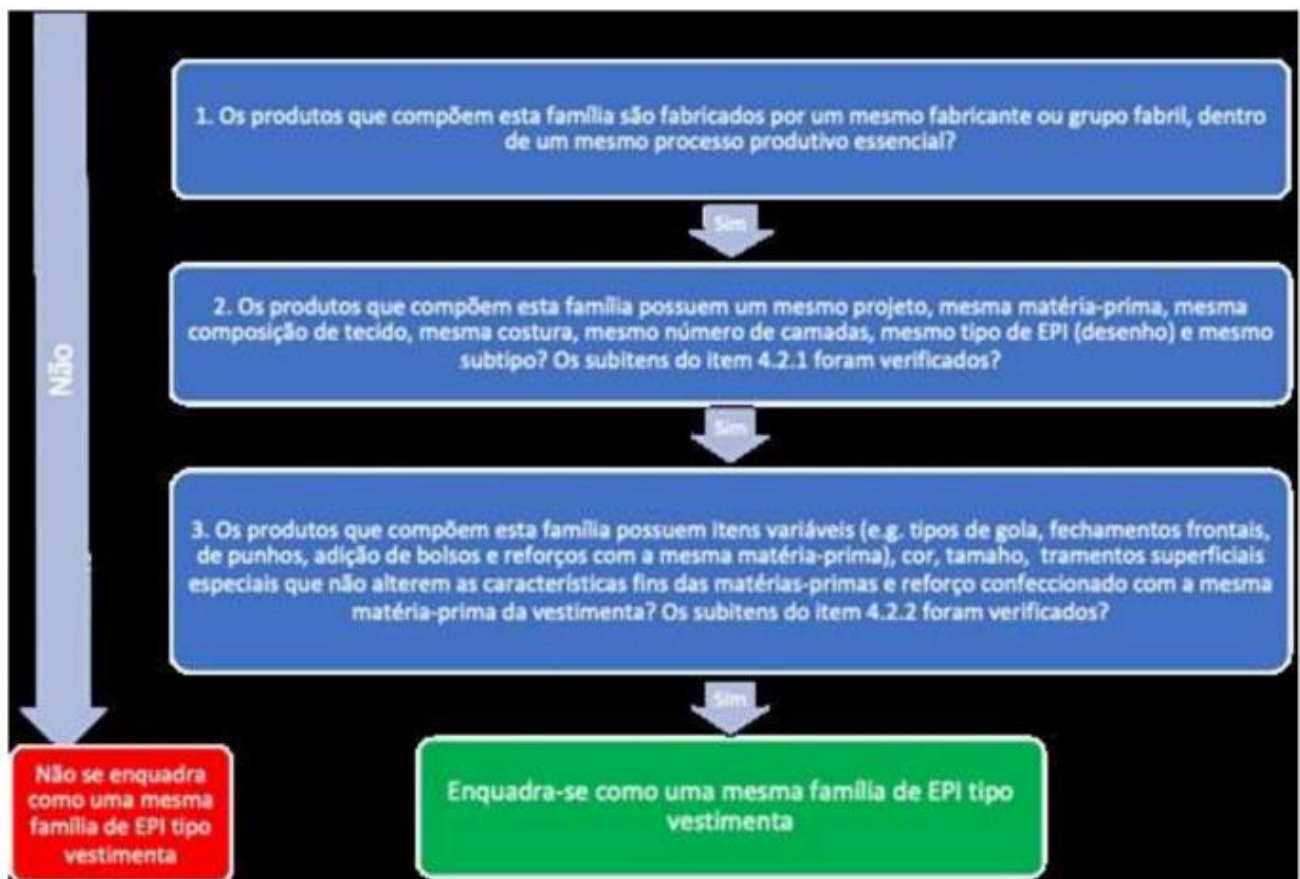 1. Os produtos que compõem esta família são fabricados por um mesmo fabricante ou grupo fabril, dentro
de um mesmo processo produtivo essencial?
Sim
2. Os produtos que compõem esta família possuem um mesmo projeto, mesma matéria-prima, mesma
composição de tecido, mesma costura, mesmo número de camadas, mesmo tipo de EPI (desenho) e mesmo
subtipo? Os subitens do item 4.2.1 foram verificados?
Não
Sim
3. Os produtos que compõem esta família possuem itens variáveis (e.g. tipos de gola, fechamentos frontais,
de punhos, adição de bolsos e reforços com a mesma matéria-prima), cor, tamaho, tramentos superficiais
especiais que não alterem as características fins das matérias-primas e reforço confeccionado com a mesma
matéria-prima da vestimenta? Os subitens do item 4.2.2 foram verificados?
Sim
Não se enquadra
como uma mesma
família de EPI tipo
vestimenta
Enquadra-se como uma mesma família de EPI tipo
vestimenta